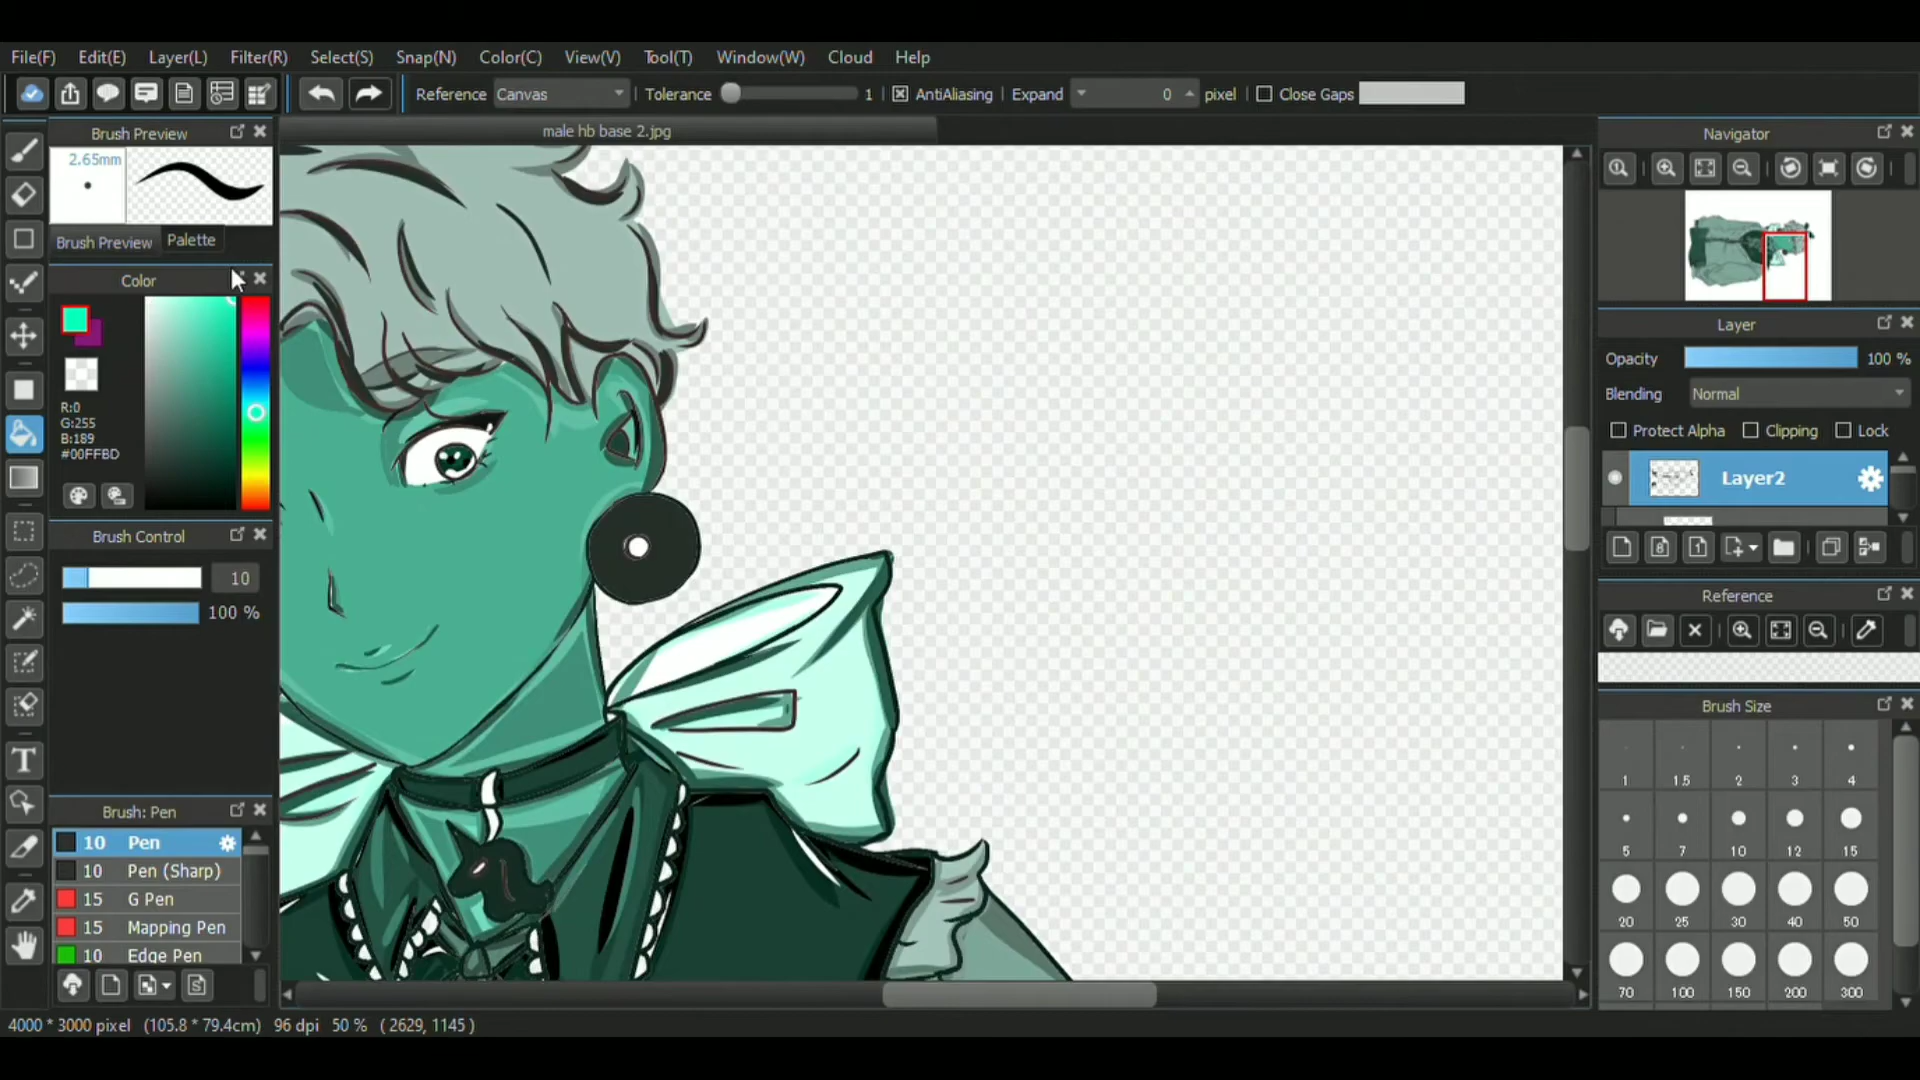 File(F) Edit(E) Layer(L) Filter(R) Select(S) Snap(N) Color(C) View(V) Tool(T) Window(W) Cloud Help
Reference Canvas Tolerance 1 AntiAliasing Expand 0 pixel Close Gaps
Brush Preview
male hb base 2.jpg
Navigator
2.65mm
Brush Preview Palette
Color
R:0
G:255
B:189
#00FFBD
Brush Control
10
100 %
Brush: Pen
10 Pen
10 Pen (Sharp)
15 G Pen
15 Mapping Pen
10 Edge Pen
Layer
Opacity 100 %
Blending Normal
Protect Alpha Clipping Lock
Layer2
Reference
Brush Size
1 1.5 2 3 4
5 7 10 12 15
20 25 30 40 50
70 100 150 200 300
4000 * 3000 pixel (105.8 * 79.4cm) 96 dpi 50 % ( 2629, 1145 )